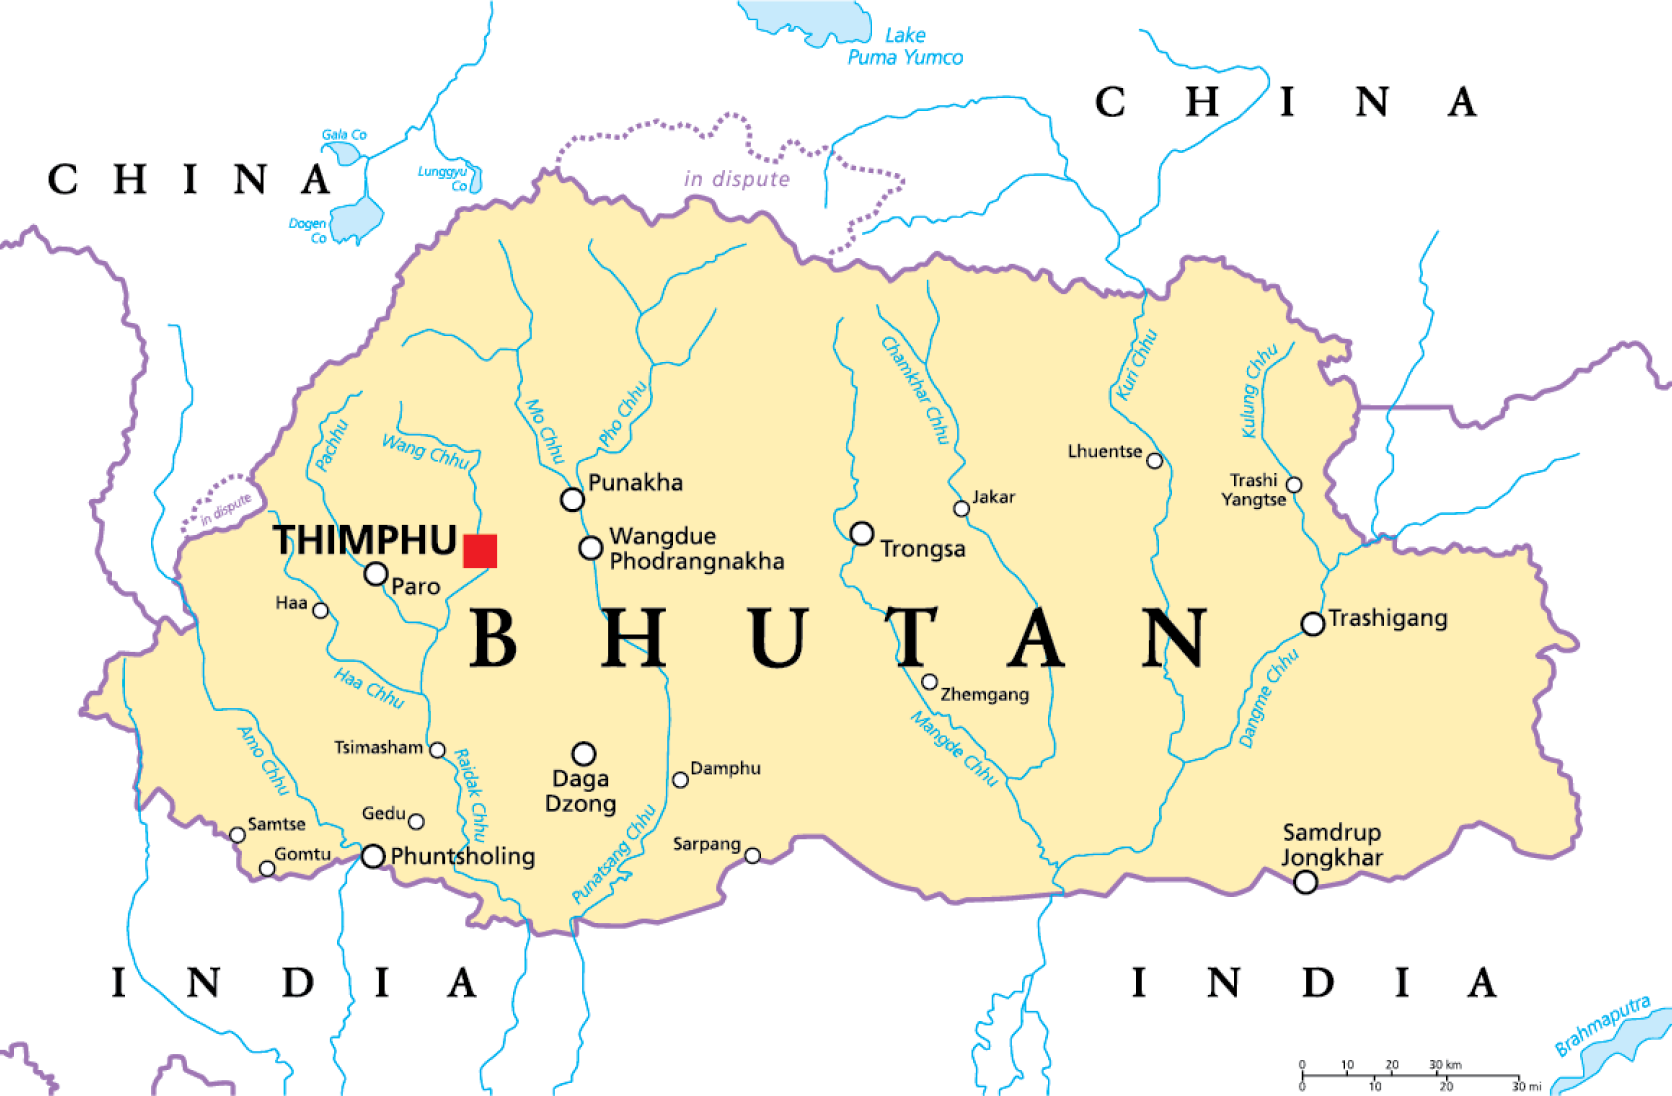 Lake
Puma Yumco
CHINA
Gala Co
CHINA
Lunggyu
Co
in dispute
Dogen
Co
Kuri Chhu
Chamkhar Chhu
Kulung Chhu
Mo Chhu
Pho Chhu
Pachhu
Wang Chhu
Lhuentse
Punakha
Trashi
Yangtse
Jakar
in dispute
THIMPHU
Wangdue
Phodrangnakha
Trongsa
Paro
Haa
Trashigang
BHUTAN
Haa Chhu
Zhemgang
Dangme Chhu
Mangde Chhu
Amo Chhu
Tsimasham
Raidak Chhu
Damphu
Daga
Dzong
Gedu
Samtse
Punatsang Chhu
Sarpang
Samdrup
Jongkhar
Gomtu
Phuntsholing
INDIA
INDIA
Brahmaputra
0 10 20 30 km
0 10 20 30 mi